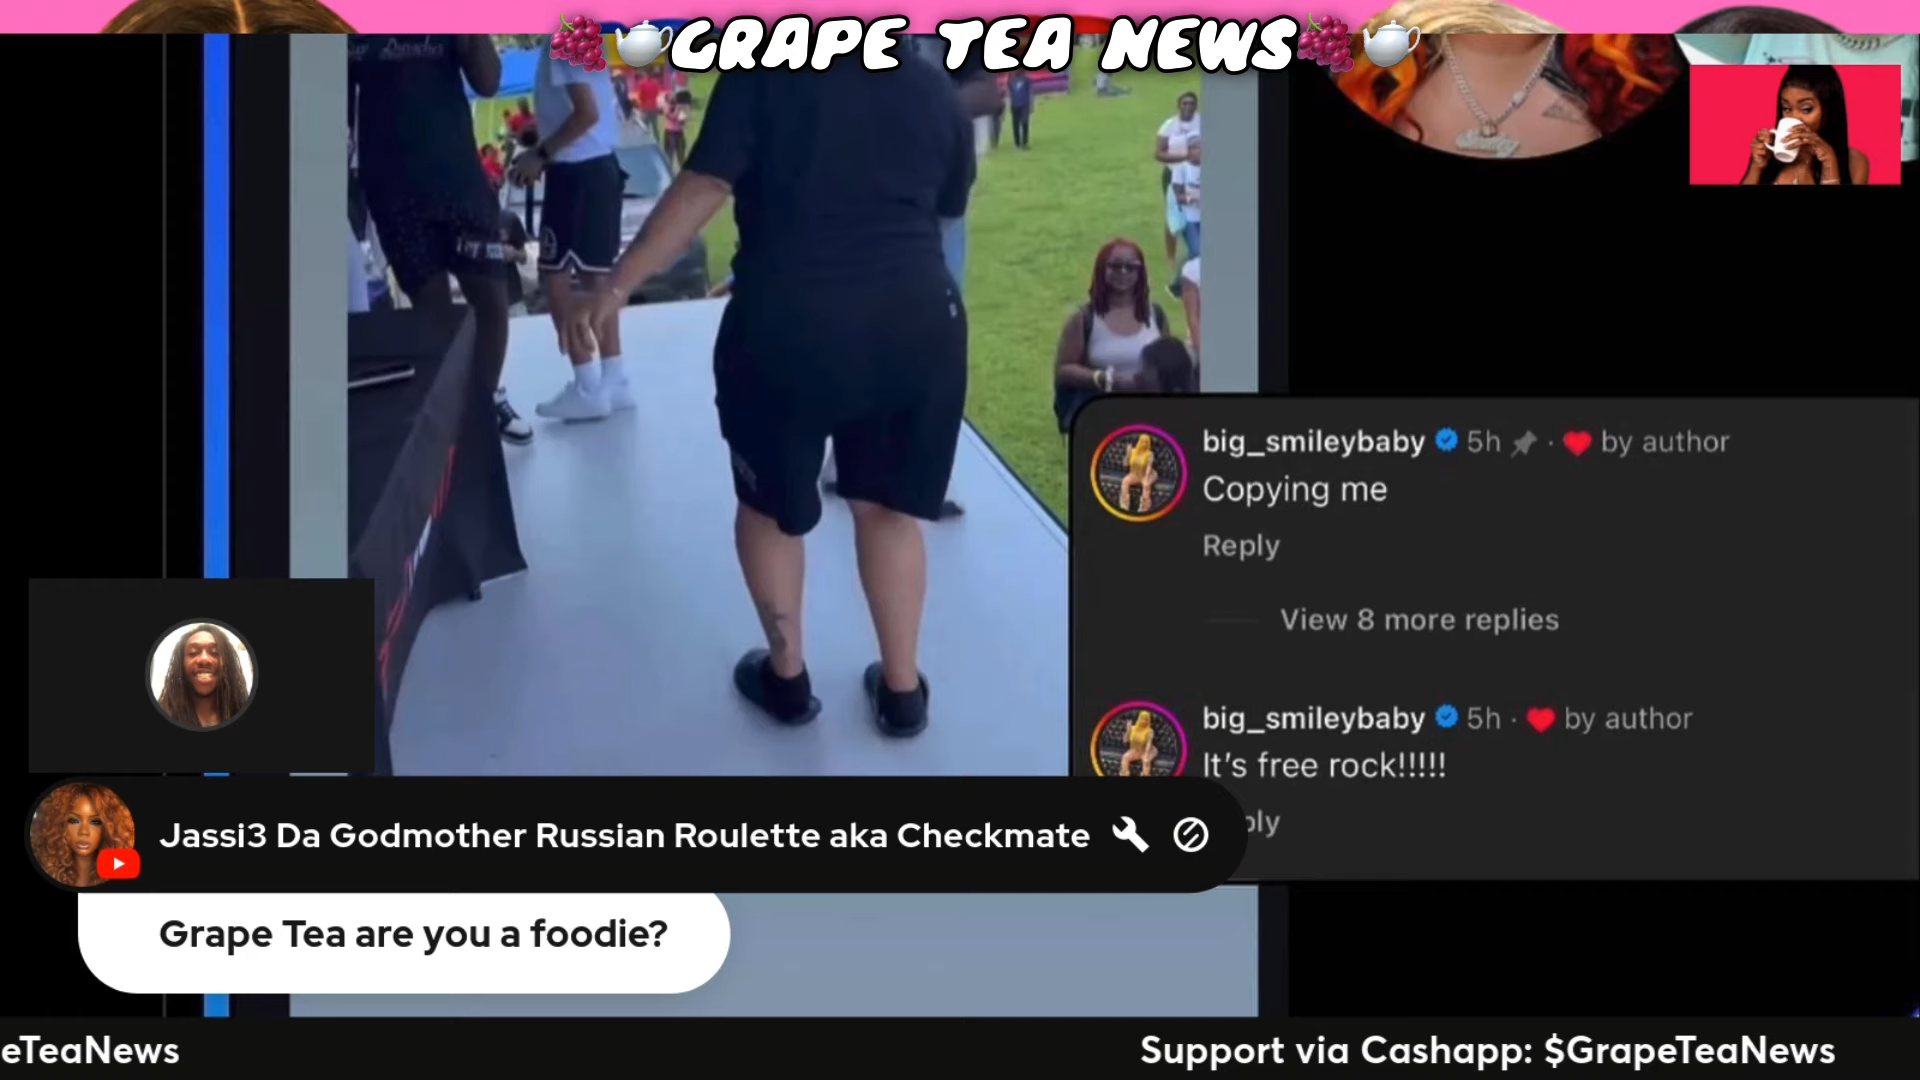 GRAPE TEA NEWS
big_smileybaby 5h · by author
Copying me
Reply
View 8 more replies
big_smileybaby 5h · by author
It's free rock!!!!!
ply
Jassi3 Da Godmother Russian Roulette aka Checkmate
Grape Tea are you a foodie?
eTeaNews
Support via Cashapp: $GrapeTeaNews